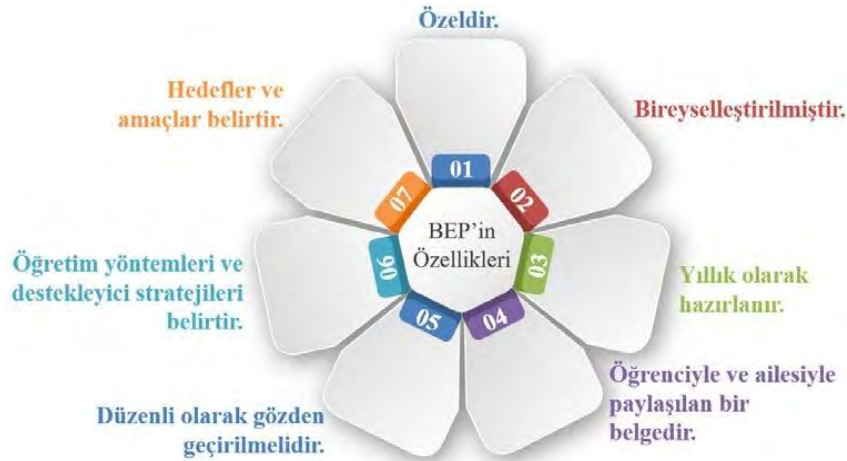 Özeldir.
01
Bireyselleştirilmiştir.
02
Yıllık olarak
hazırlanır.
03
Öğrenciyle ve ailesiyle
paylaşılan bir
belgedir.
04
Düzenli olarak gözden
geçirilmelidir.
05
Öğretim yöntemleri ve
destekleyici stratejileri
belirtir.
06
Hedefler ve
amaçlar belirtir.
07
BEP’in
Özellikleri